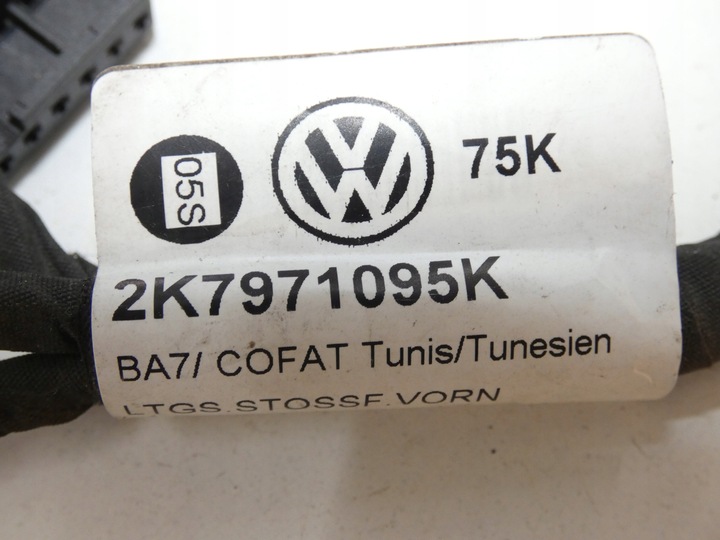 05S
75K
2K7971095K
BA7/ COFAT Tunis/Tunesien
LTGS.STOSSF.VORN